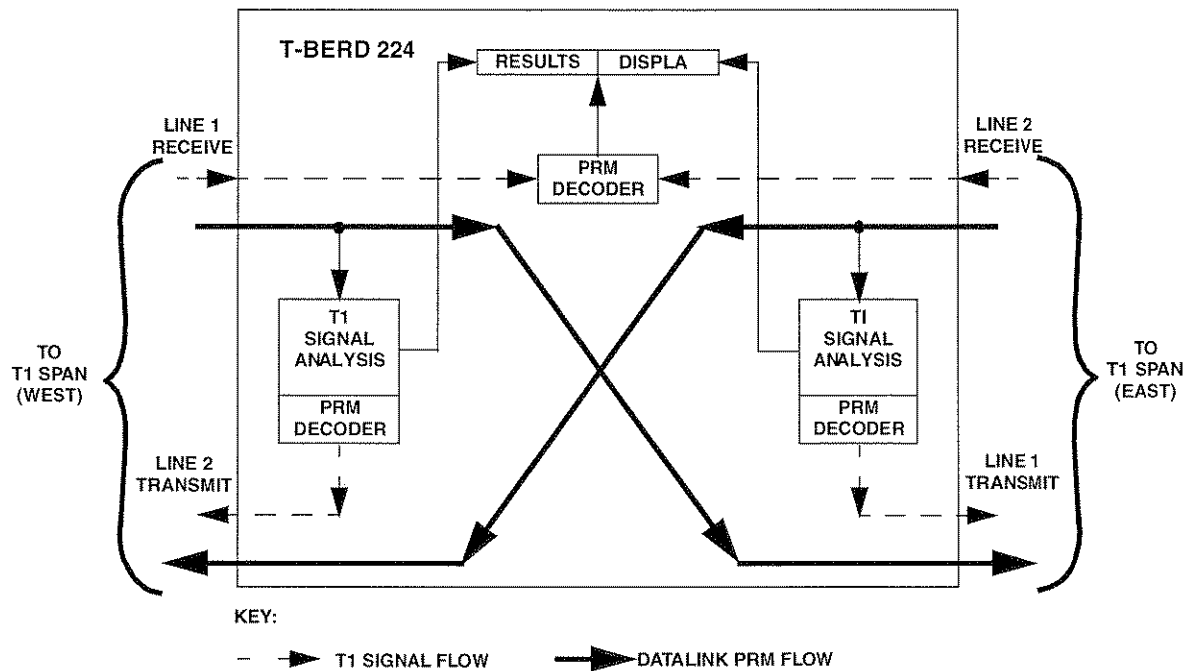 T-BERD 224
RESULTS DISPLA
LINE 1
RECEIVE
LINE 2
RECEIVE
PRM
DECODER
T1
SIGNAL
ANALYSIS
PRM
DECODER
TI
SIGNAL
ANALYSIS
PRM
DECODER
TO
T1 SPAN
(WEST)
TO
T1 SPAN
(EAST)
LINE 2
TRANSMIT
LINE 1
TRANSMIT
KEY:
T1 SIGNAL FLOW
DATALINK PRM FLOW